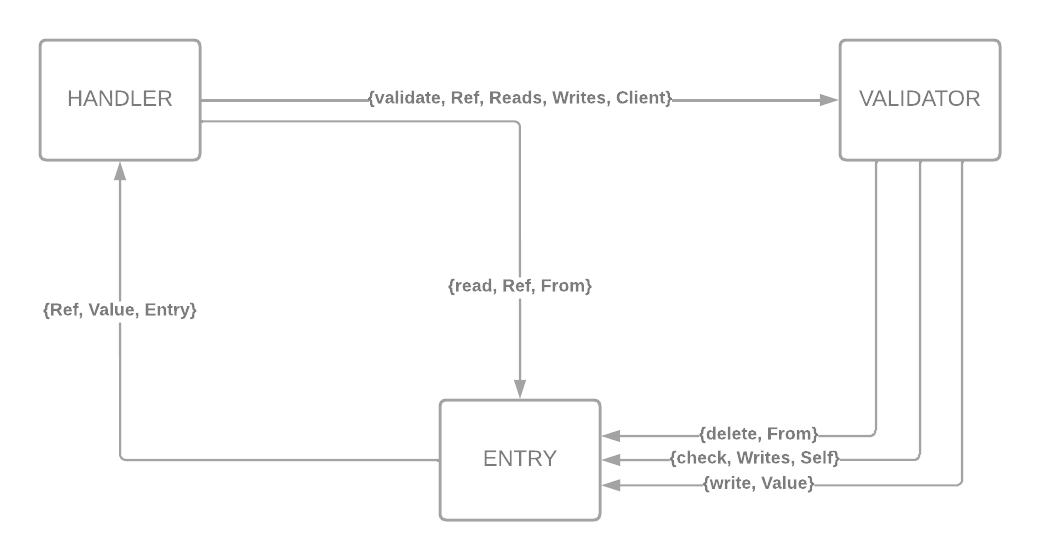 HANDLER
{validate, Ref, Reads, Writes, Client}
VALIDATOR
{read, Ref, From}
{Ref, Value, Entry}
{delete, From}
ENTRY
{check, Writes, Self}
{write, Value}